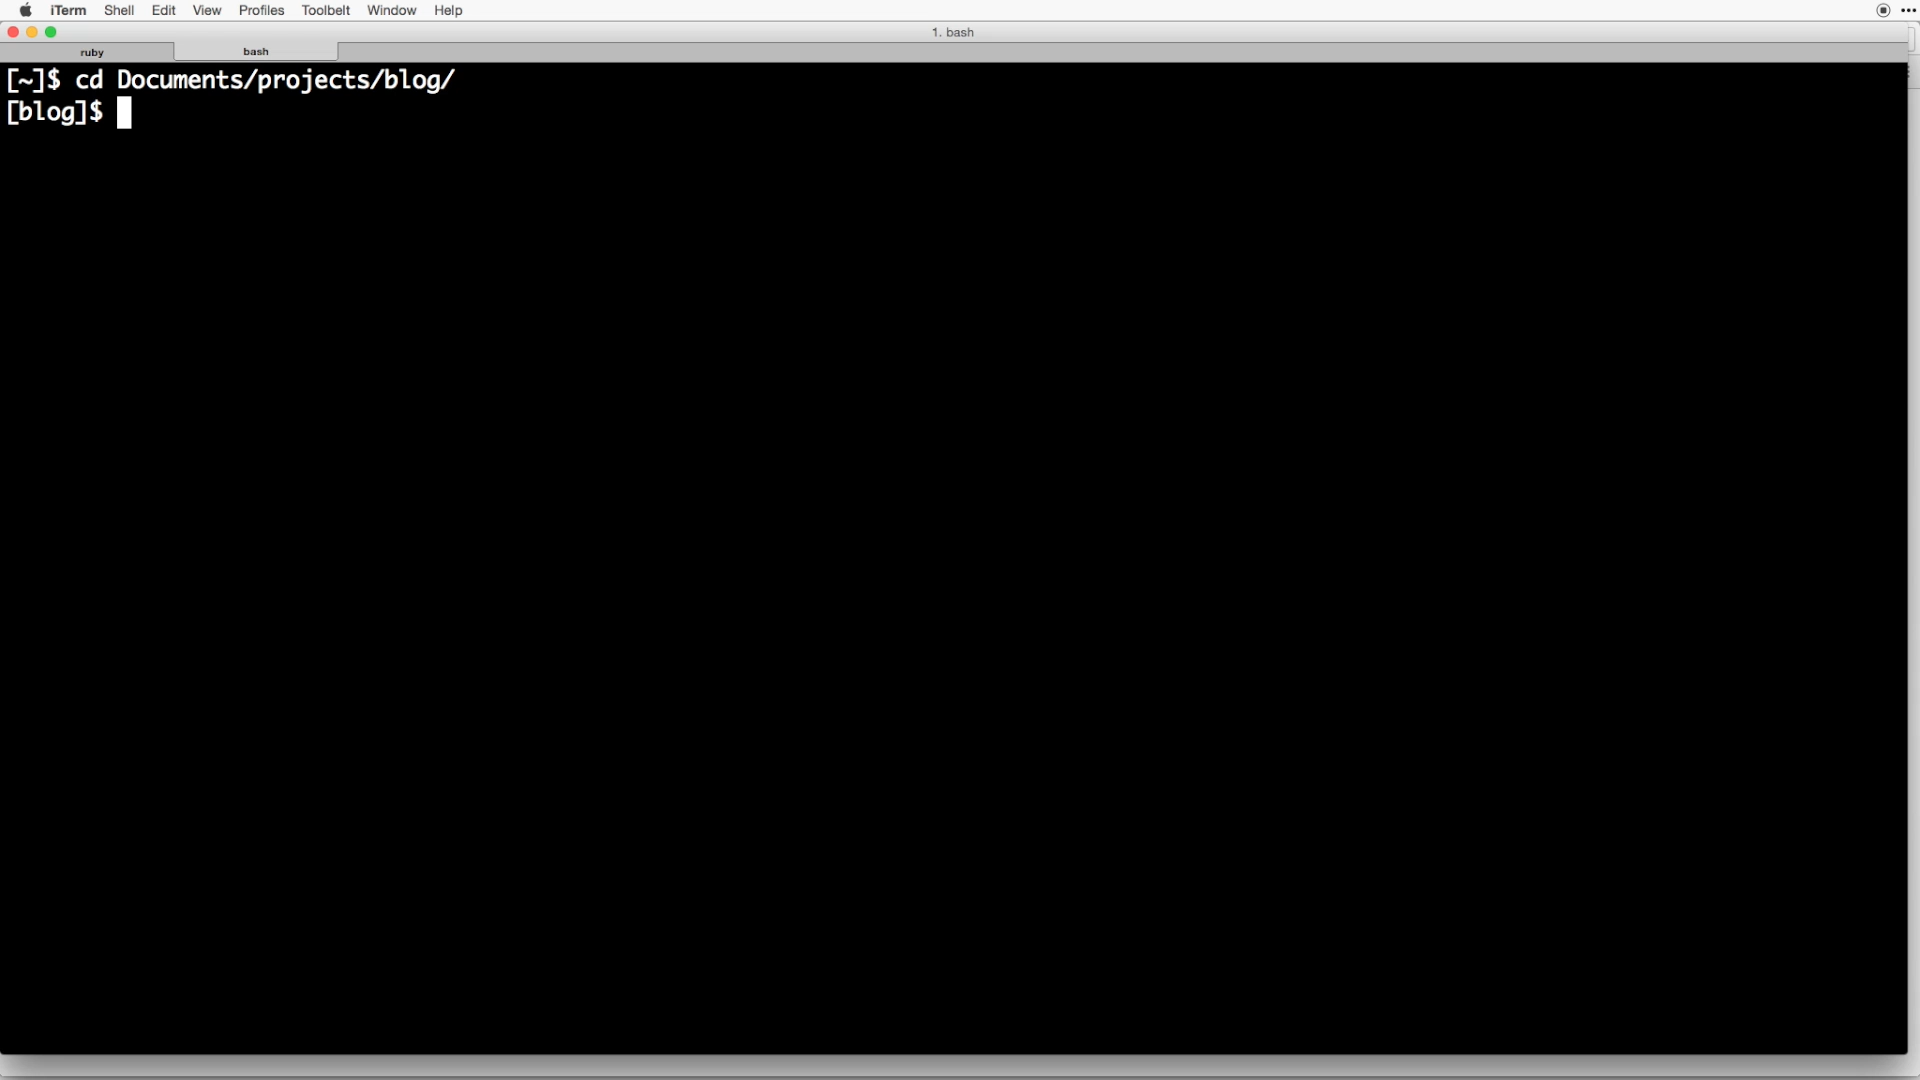 iTerm Shell Edit View Profiles Toolbelt Window Help
1. bash
ruby bash
[~]$ cd Documents/projects/blog/
[blog]$